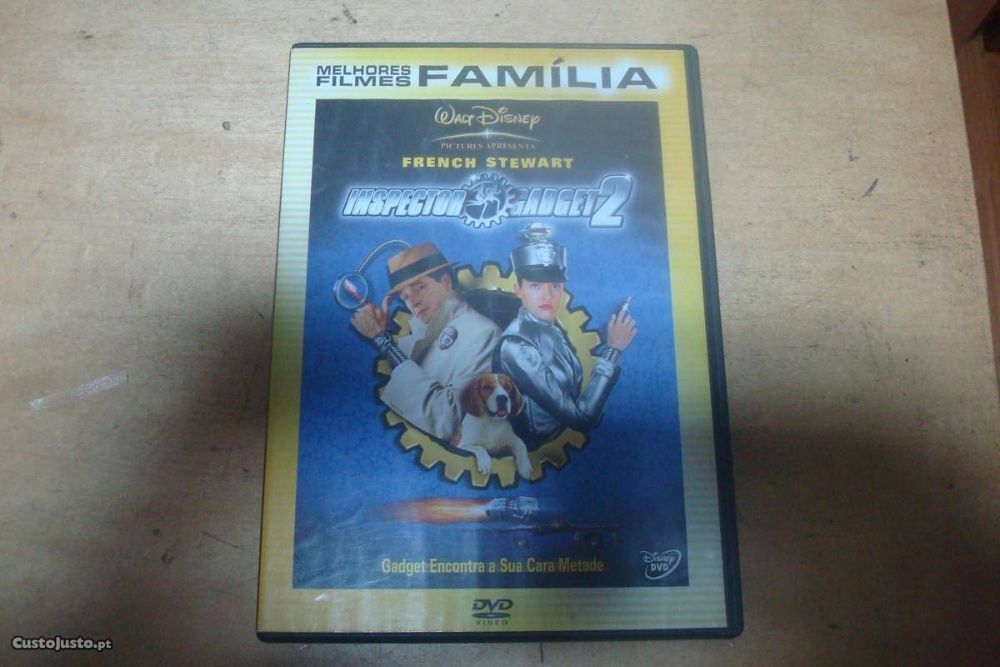 MELHORES
FILMES FAMÍLIA
WALT DISNEY
PICTURES APRESENTA
FRENCH STEWART
INSPECTOR GADGET 2
Gadget Encontra a Sua Cara Metade
Disney
DVD
DVD
VIDEO
CustoJusto.pt